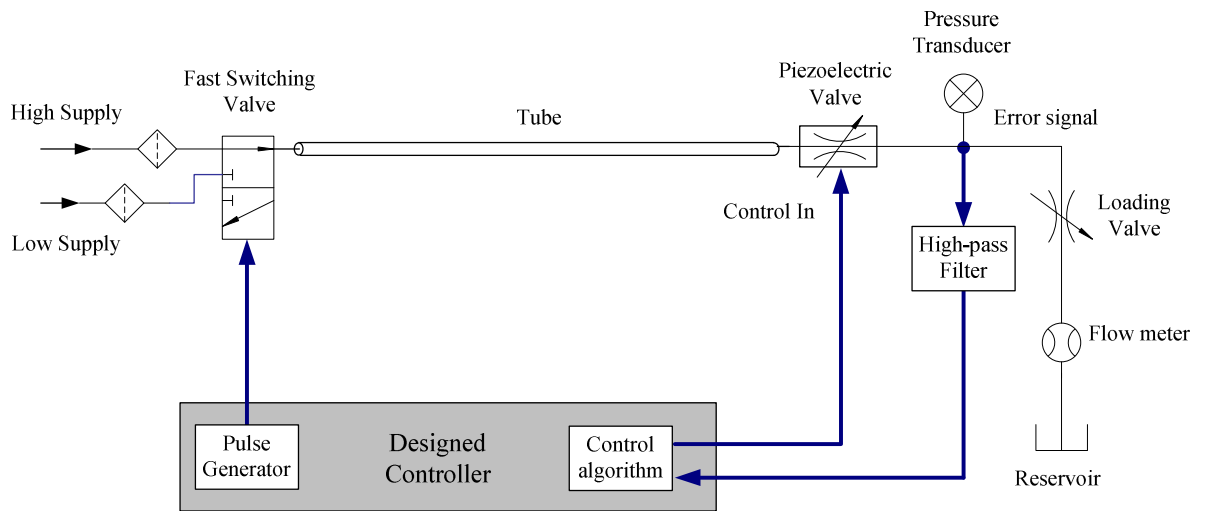 Pressure
Transducer
Fast Switching
Valve
Piezoelectric
Valve
High Supply
Tube
Error signal
Low Supply
Control In
Loading
Valve
High-pass
Filter
Flow meter
Pulse
Generator
Designed
Controller
Control
algorithm
Reservoir